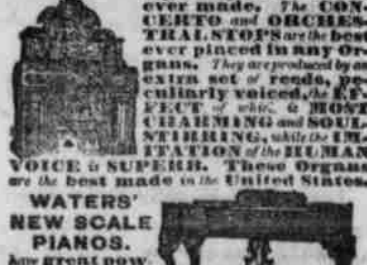 ever made. The CON-
CERTO and ORCHES-
TRAL STOPS are the best
ever placed in any Or-
gans. They are produced by an
extra set of reeds, pe-
culiarly voiced, the EF-
FECT of which is MOST
CHARMING and SOUL
STIRRING, while the IM-
ITATION of the HUMAN
VOICE is SUPERB. These Organs
are the best made in the United States.
WATERS'
NEW SCALE
PIANOS.
have great pow